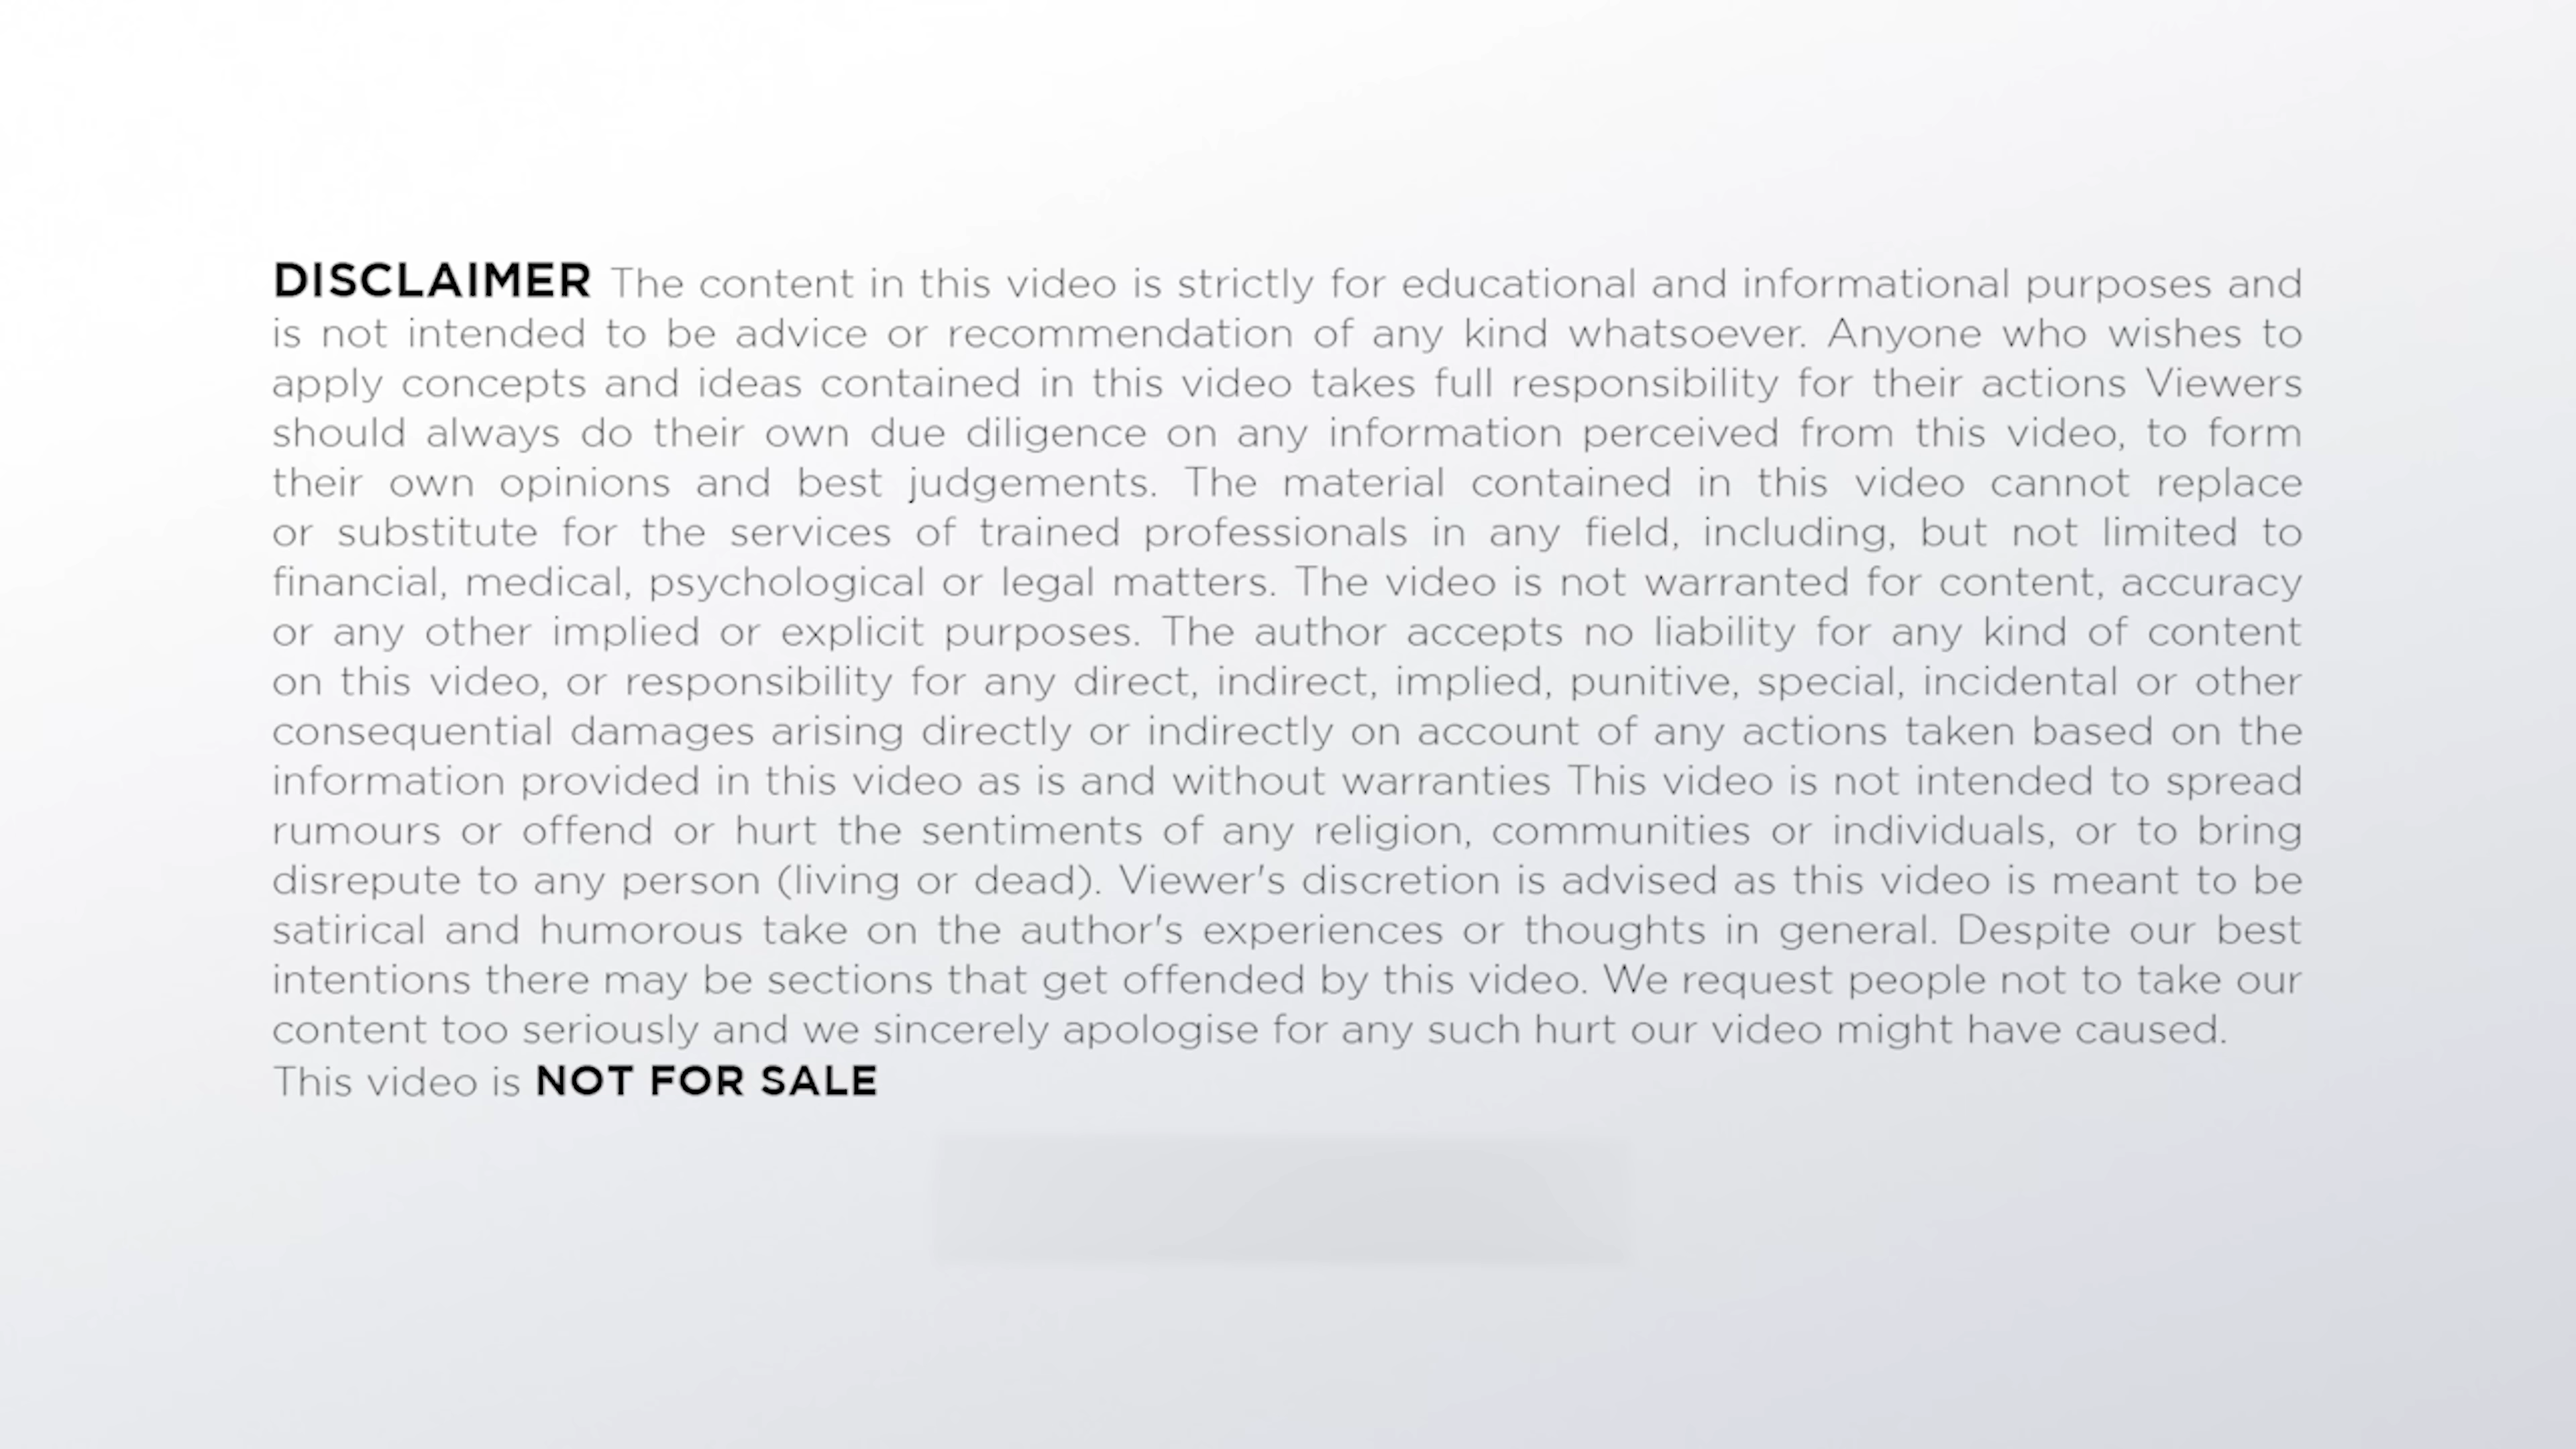 DISCLAIMER The content in this video is strictly for educational and informational purposes and
is not intended to be advice or recommendation of any kind whatsoever. Anyone who wishes to
apply concepts and ideas contained in this video takes full responsibility for their actions Viewers
should always do their own due diligence on any information perceived from this video, to form
their own opinions and best judgements. The material contained in this video cannot replace
or substitute for the services of trained professionals in any field, including, but not limited to
financial, medical, psychological or legal matters. The video is not warranted for content, accuracy
or any other implied or explicit purposes. The author accepts no liability for any kind of content
on this video, or responsibility for any direct, indirect, implied, punitive, special, incidental or other
consequential damages arising directly or indirectly on account of any actions taken based on the
information provided in this video as is and without warranties This video is not intended to spread
rumours or offend or hurt the sentiments of any religion, communities or individuals, or to bring
disrepute to any person (living or dead). Viewer's discretion is advised as this video is meant to be
satirical and humorous take on the author's experiences or thoughts in general. Despite our best
intentions there may be sections that get offended by this video. We request people not to take our
content too seriously and we sincerely apologise for any such hurt our video might have caused.
This video is NOT FOR SALE